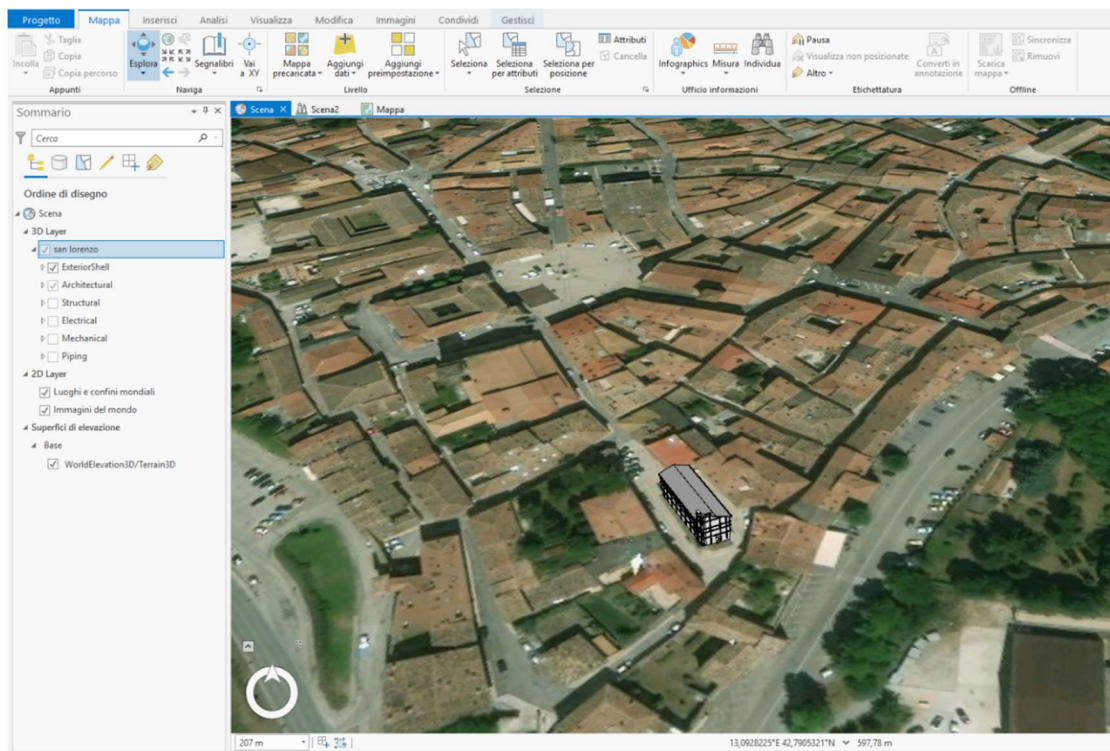 Progetto Mappa Inserisci Analisi Visualizza Modifica Immagini Condividi Gestisci
Incolla
Taglia
Copia
Copia percorso
Appunti
Esplora
Segnalibri
Vai a XY
Naviga
Mappa precaricata
Aggiungi dati
Aggiungi preimpostazione
Livello
Seleziona
Seleziona per attributi
Seleziona per posizione
Attributi
Cancella
Selezione
Infographics
Misura
Individua
Ufficio informazioni
Pausa
Visualizza non posizionate
Altro
Converti in annotazione
Etichettatura
Scarica mappa
Sincronizza
Rimuovi
Offline
Sommario
Cerca
Ordine di disegno
Scena
3D Layer
san lorenzo
ExteriorShell
Architectural
Structural
Electrical
Mechanical
Piping
2D Layer
Luoghi e confini mondiali
Immagini del mondo
Superfici di elevazione
Base
WorldElevation3D/Terrain3D
Scena Scena2 Mappa
207 m
13,0928225°E 42,7905321°N 597,78 m